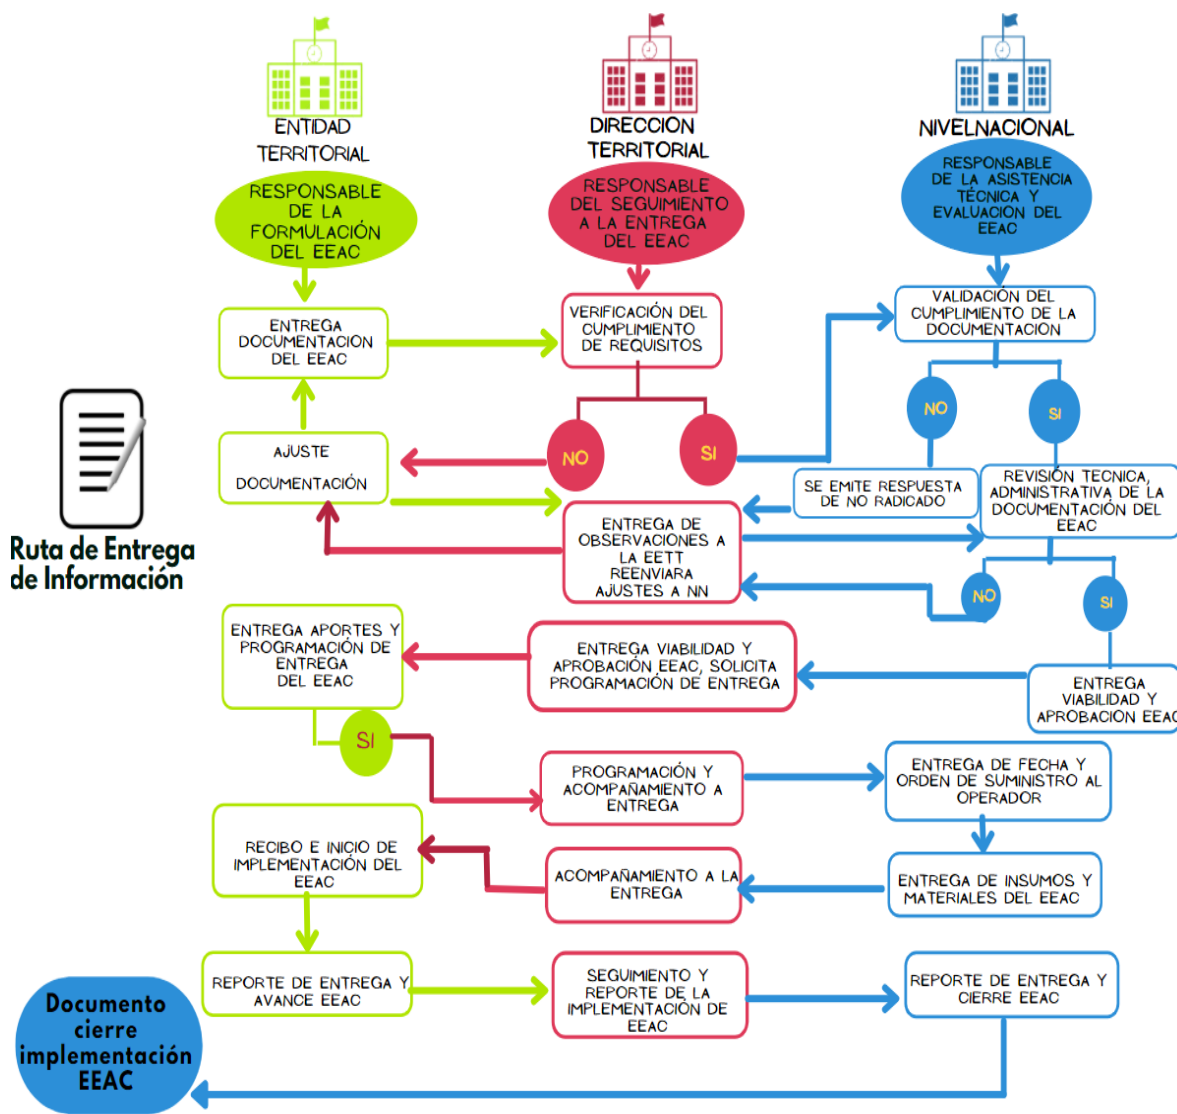 ENTIDAD
TERRITORIAL
DIRECCION
TERRITORIAL
NIVELNACIONAL
RESPONSABLE
DE LA
FORMULACIÓN
DEL EEAC
RESPONSABLE
DEL SEGUIMIENTO
A LA ENTREGA
DEL EEAC
RESPONSABLE
DE LA ASISTENCIA
TÉCNICA Y
EVALUACION DEL
EEAC
ENTREGA
DOCUMENTACION
DEL EEAC
VERIFICACIÓN DEL
CUMPLIMIENTO
DE REQUISITOS
VALIDACIÓN DEL
CUMPLIMIENTO DE LA
DOCUMENTACION
NO
SI
AJUSTE
DOCUMENTACIÓN
NO
SI
SE EMITE RESPUESTA
DE NO RADICADO
REVISIÓN TECNICA,
ADMINISTRATIVA DE LA
DOCUMENTACIÓN DEL
EEAC
Ruta de Entrega
de Información
ENTREGA DE
OBSERVACIONES A
LA EETT
REENVIARA
AJUSTES A NN
NO
SI
ENTREGA APORTES Y
PROGRAMACIÓN DE
ENTREGA
DEL EEAC
ENTREGA VIABILIDAD Y
APROBACIÓN EEAC, SOLICITA
PROGRAMACIÓN DE ENTREGA
ENTREGA
VIABILIDAD Y
APROBACION EEAC
SI
PROGRAMACIÓN Y
ACOMPAÑAMIENTO A
ENTREGA
ENTREGA DE FECHA Y
ORDEN DE SUMINISTRO AL
OPERADOR
RECIBO E INICIO DE
IMPLEMENTACIÓN DEL
EEAC
ACOMPAÑAMIENTO A LA
ENTREGA
ENTREGA DE INSUMOS Y
MATERIALES DEL EEAC
REPORTE DE ENTREGA Y
AVANCE EEAC
SEGUIMIENTO Y
REPORTE DE LA
IMPLEMENTACIÓN DE
EEAC
REPORTE DE ENTREGA Y
CIERRE EEAC
Documento
cierre
implementación
EEAC